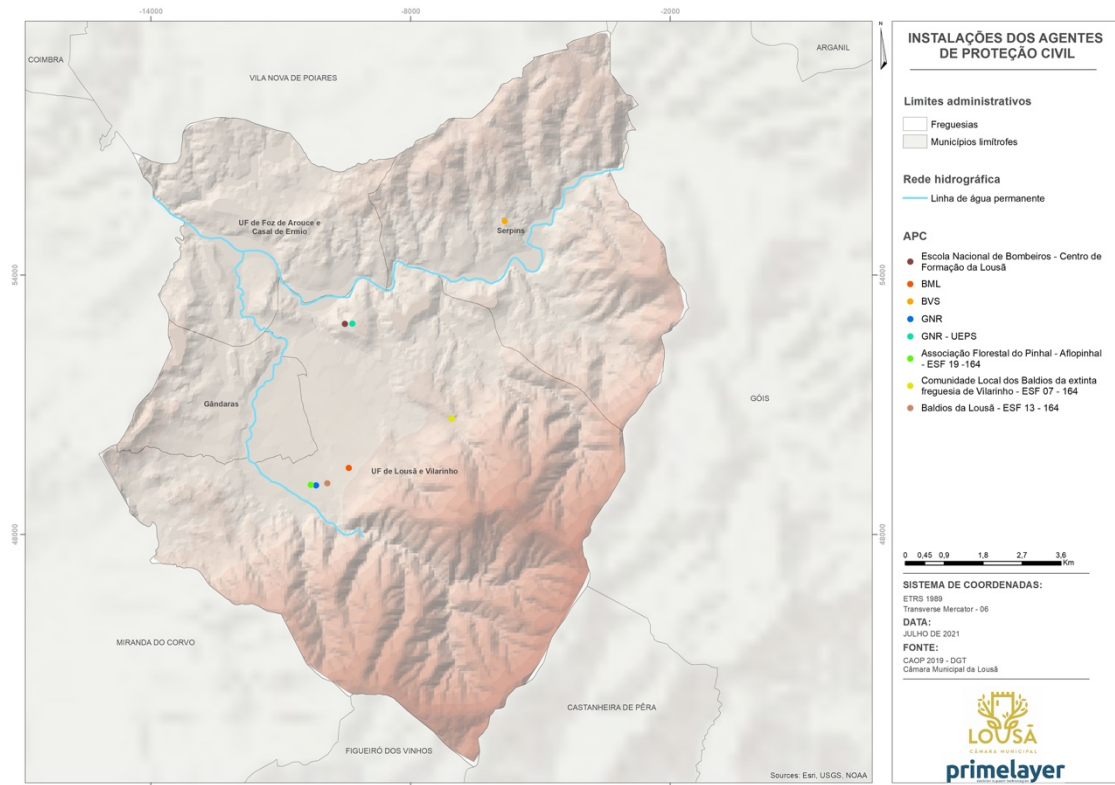 -14000
-8000
-2000
N
COIMBRA
VILA NOVA DE POIARES
ARGANIL
UF de Foz de Arouce e
Casal de Ermio
Serpins
54000
54000
Gândaras
GÓIS
UF de Lousã e Vilarinho
48000
48000
MIRANDA DO CORVO
CASTANHEIRA DE PÊRA
FIGUEIRÓ DOS VINHOS
Sources: Esri, USGS, NOAA
INSTALAÇÕES DOS AGENTES
DE PROTEÇÃO CIVIL
Limites administrativos
Freguesias
Municípios limítrofes
Rede hidrográfica
Linha de água permanente
APC
Escola Nacional de Bombeiros - Centro de
Formação da Lousã
BML
BVS
GNR
GNR - UEPS
Associação Florestal do Pinhal - Aflopinhal
- ESF 19 -164
Comunidade Local dos Baldios da extinta
freguesia de Vilarinho - ESF 07 - 164
Baldios da Lousã - ESF 13 - 164
0 0,45 0,9 1,8 2,7 3,6
Km
SISTEMA DE COORDENADAS:
ETRS 1989
Transverse Mercator - 06
DATA:
JULHO DE 2021
FONTE:
CAOP 2019 - DGT
Câmara Municipal da Lousã
LOUSÃ
CÂMARA MUNICIPAL
primelayer